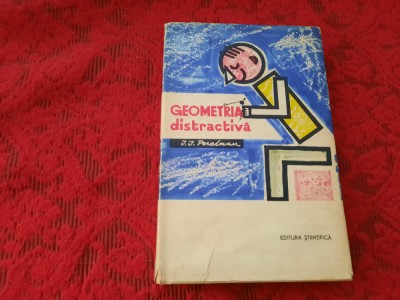 GEOMETRIA
distractivă
I. I. Perelman
EDITURA ȘTIINȚIFICĂ